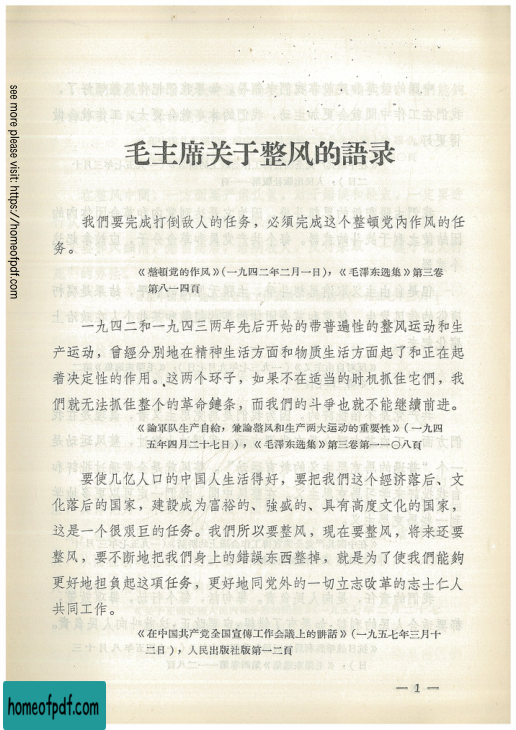 毛主席关于整风的語录
我們要完成打倒敌人的任务，必須完成这个整頓党內作风的任
务。
《整頓党的作风》（一九四二年二月一日），《毛澤东选集》第三卷
第八一四頁
一九四二和一九四三两年先后开始的带普遍性的整风运动和生
产运动，曾經分別地在精神生活方面和物质生活方面起了和正在起
着决定性的作用。这两个环子，如果不在适当的时机抓住它們，我
們就无法抓住整个的革命鏈条，而我們的斗爭也就不能继續前进。
《論軍队生产自給，兼論整风和生产两大运动的重要性》（一九四
五年四月二十七日），《毛澤东选集》第三卷第一一〇八頁
要使几亿人口的中国人生活得好，要把我們这个經济落后、文
化落后的国家，建設成为富裕的、強盛的、具有高度文化的国家，
这是一个很艰巨的任务。我們所以要整风，現在要整风，将来还要
整风，要不断地把我們身上的錯誤东西整掉，就是为了使我們能夠
更好地担負起这項任务，更好地同党外的一切立志改革的志士仁人
共同工作。
《在中国共产党全国宣傳工作会議上的讲話》（一九五七年三月十
二日），人民出版社版第一二頁
— 1 —
see more please visit: https://homeofpdf.com
homeofpdf.com